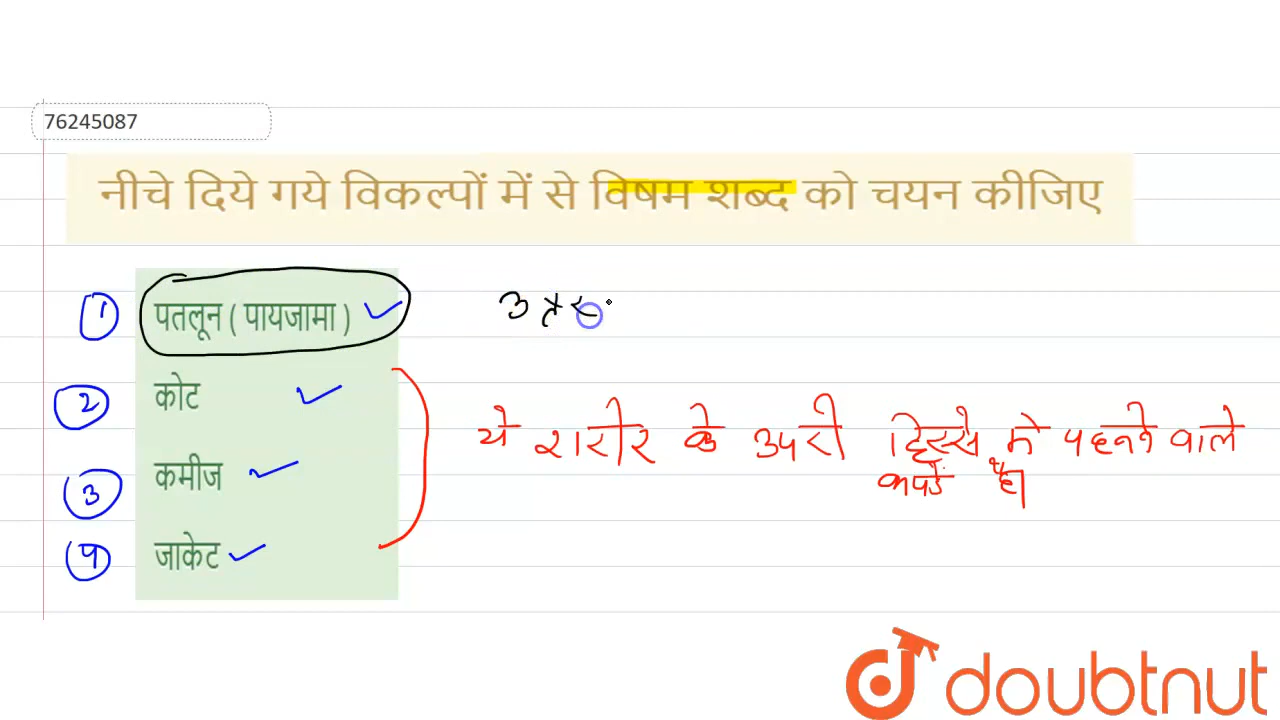 76245087
नीचे दिये गये विकल्पों में से विषम शब्द को चयन कीजिए
1 पतलून ( पायजामा )
उत्तर
2 कोट
ये शरीर के उपरी हिस्से मे पहनने वाले
कपडे है।
3 कमीज
4 जाकेट
doubtnut